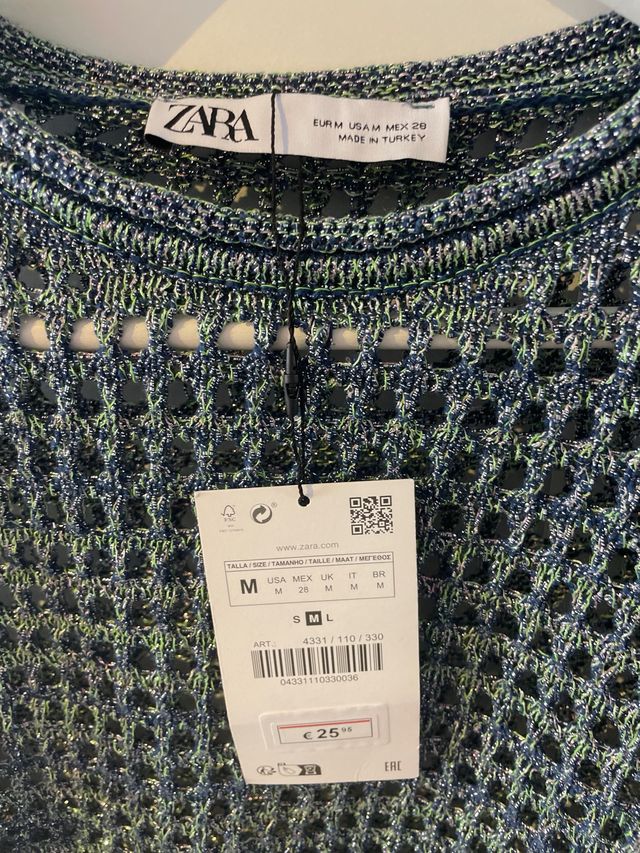 ZARA
EUR M USA M MEX 28
MADE IN TURKEY
FSC
www.zara.com
TALLA / SIZE / TAMANHO / TAILLE / MAAT / ΜΕΓΕΘΟΣ
M
USA MEX UK IT BR
M 28 M M M
S M L
ART.: 4331 / 110 / 330
04331110330036
€ 25 95
EAC